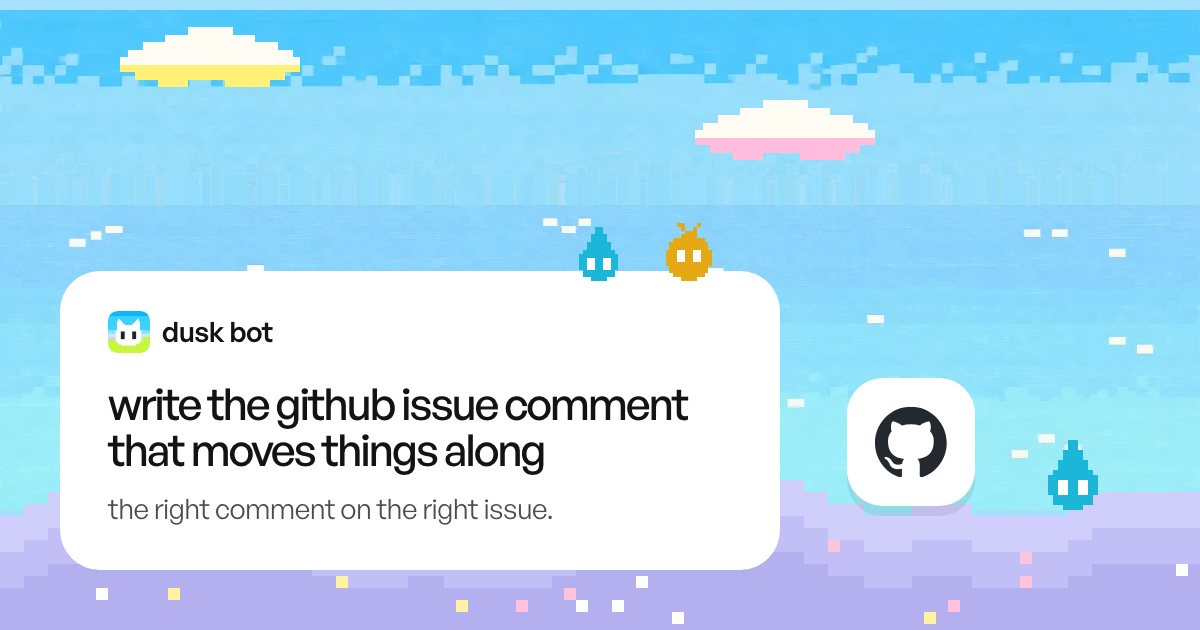 dusk bot
write the github issue comment
that moves things along
the right comment on the right issue.